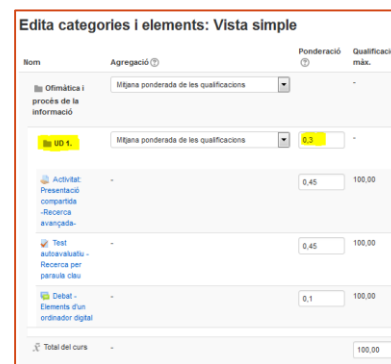 Edita categories i elements: Vista simple
Nom Agregació Ponderació Qualificació
màx.
Ofimàtica i Mitjana ponderada de les qualificacions -
procés de la
informació
UD 1. Mitjana ponderada de les qualificacions 0,3 -
Activitat: - 0,45 100,00
Presentació
compartida
-Recerca
avançada-
Test - 0,45 100,00
autoavaluatiu -
Recerca per
paraula clau
Debat - - 0,1 100,00
Elements d'un
ordinador digital
Total del curs - 100,00